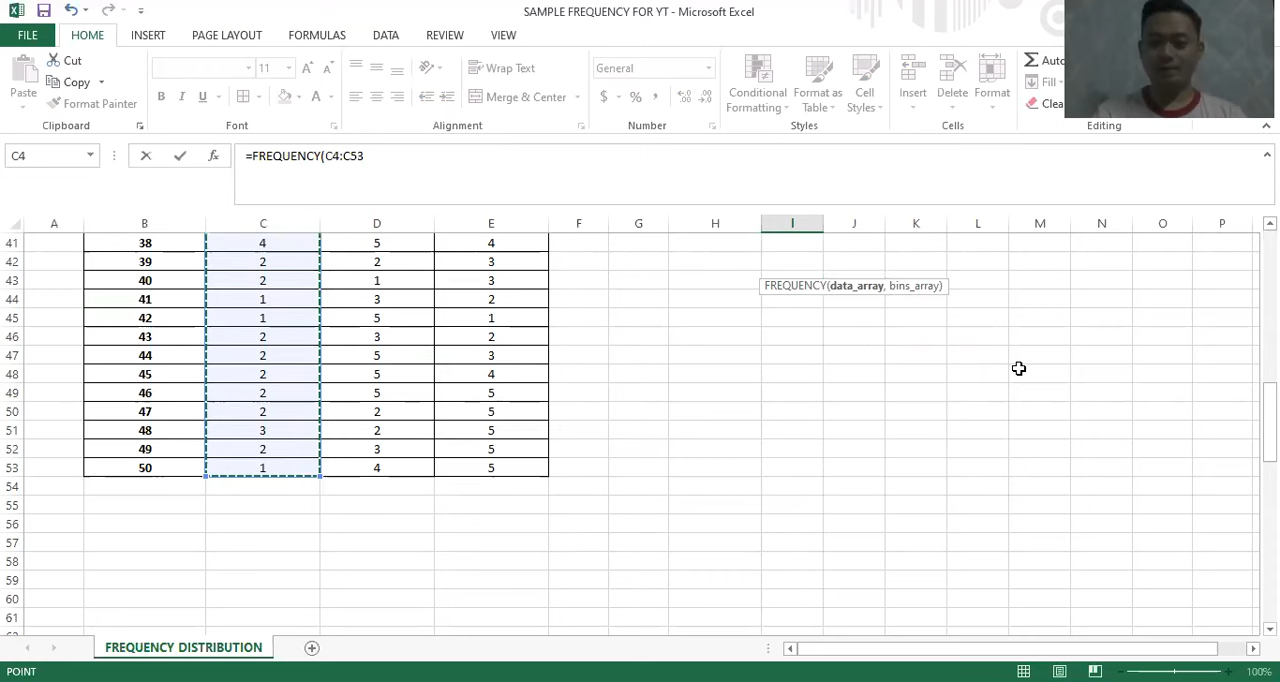 SAMPLE FREQUENCY FOR YT - Microsoft Excel
FILE HOME INSERT PAGE LAYOUT FORMULAS DATA REVIEW VIEW
Paste
Cut
Copy
Format Painter
11
B I U
Wrap Text
Merge & Center
General
$ % ,
Conditional Formatting
Format as Table
Cell Styles
Insert
Delete
Format
Auto
Fill
Clea
Clipboard Font Alignment Number Styles Cells Editing
C4 =FREQUENCY(C4:C53
A B C D E F G H I J K L M N O P
41 38 4 5 4
42 39 2 2 3
43 40 2 1 3
FREQUENCY(data_array, bins_array)
44 41 1 3 2
45 42 1 5 1
46 43 2 3 2
47 44 2 5 3
48 45 2 5 4
49 46 2 5 5
50 47 2 2 5
51 48 3 2 5
52 49 2 3 5
53 50 1 4 5
54
55
56
57
58
59
60
61
FREQUENCY DISTRIBUTION
POINT 100%